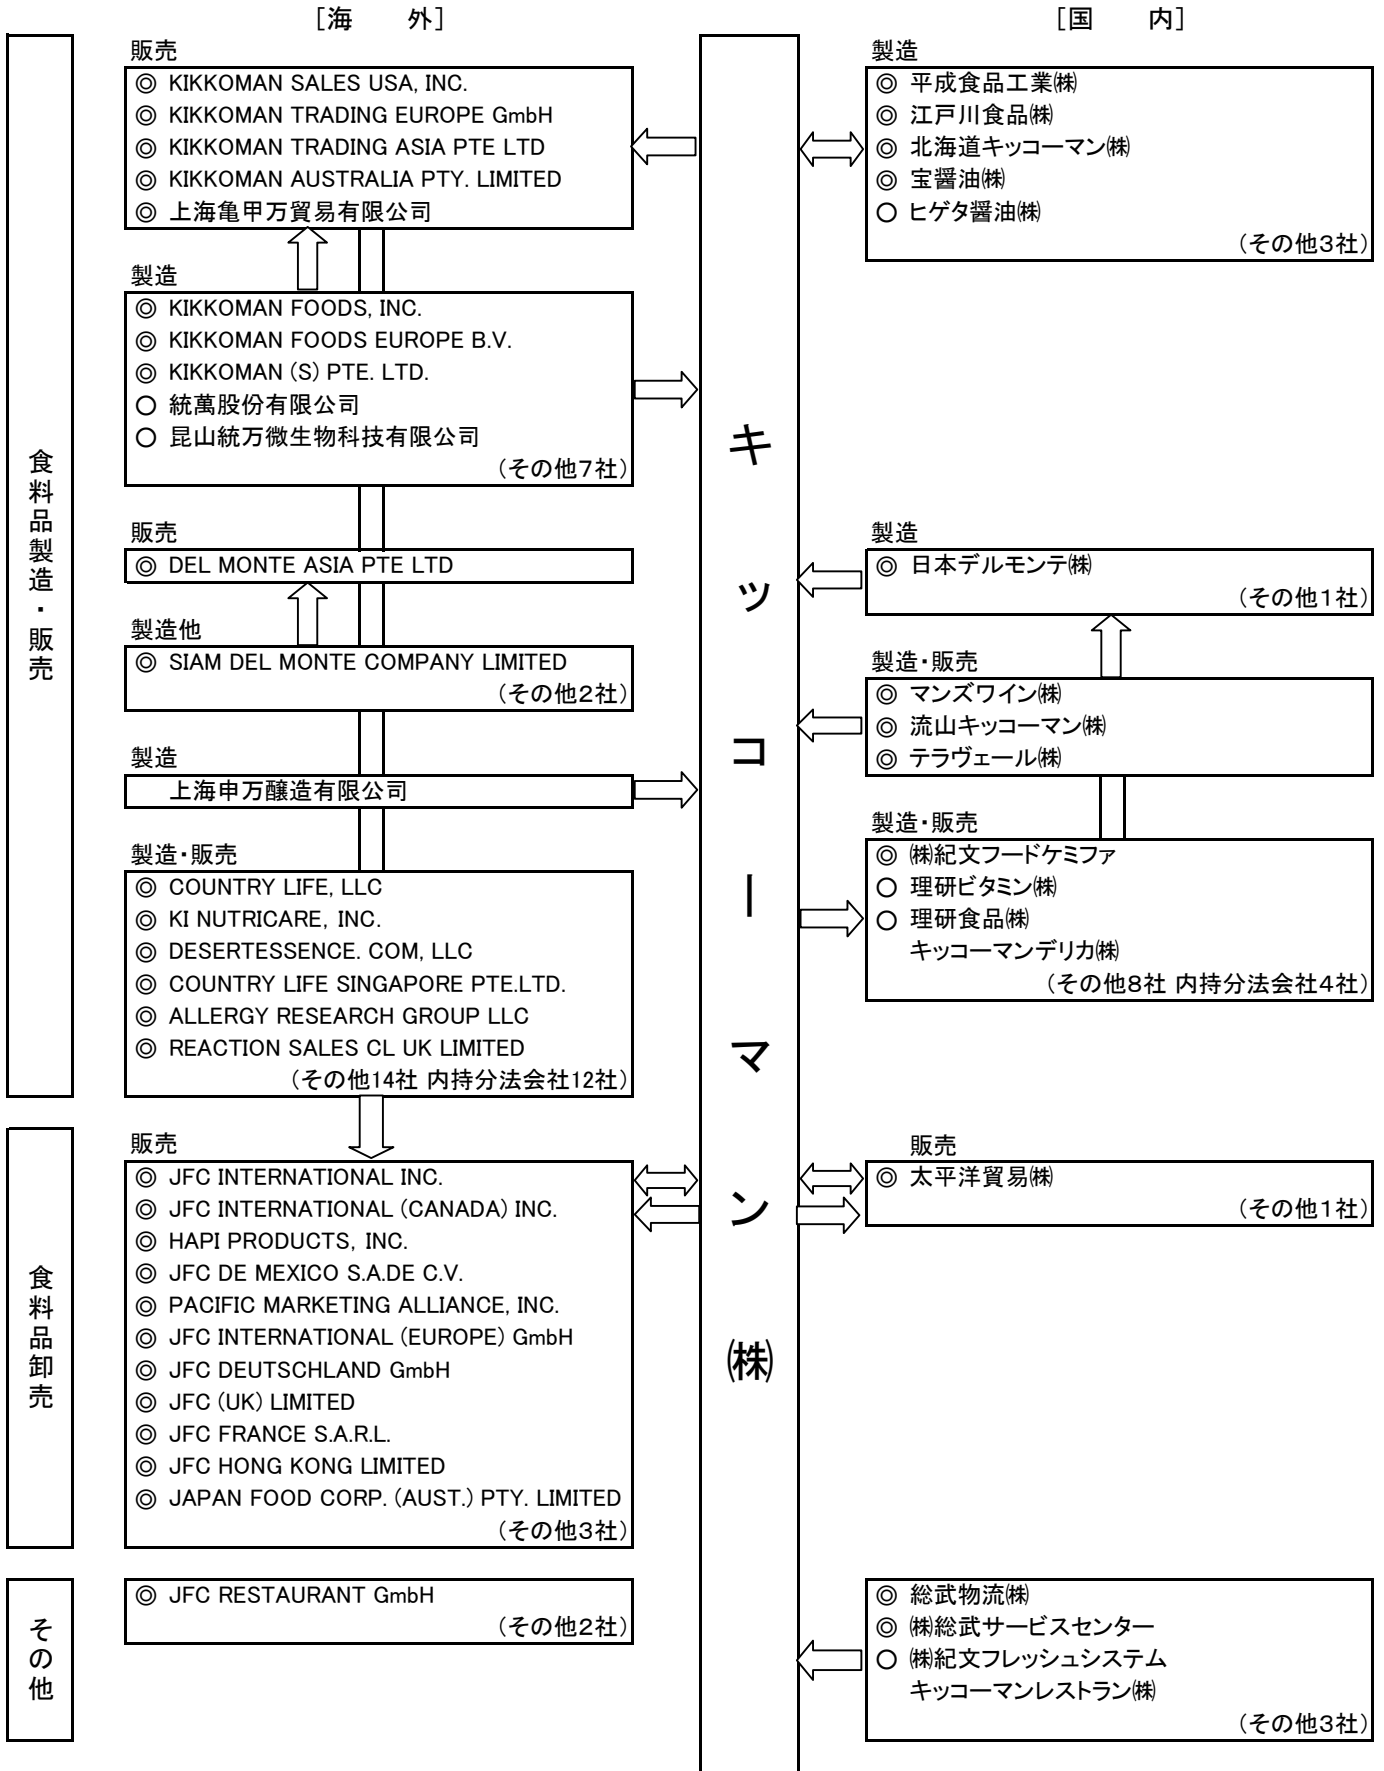 ［海　　外］
［国　　内］
食料品製造・販売
販売
◎ KIKKOMAN SALES USA, INC.
◎ KIKKOMAN TRADING EUROPE GmbH
◎ KIKKOMAN TRADING ASIA PTE LTD
◎ KIKKOMAN AUSTRALIA PTY. LIMITED
◎ 上海亀甲万貿易有限公司
製造
◎ KIKKOMAN FOODS, INC.
◎ KIKKOMAN FOODS EUROPE B.V.
◎ KIKKOMAN (S) PTE. LTD.
○ 統萬股份有限公司
○ 昆山統万微生物科技有限公司
（その他7社）
販売
◎ DEL MONTE ASIA PTE LTD
製造他
◎ SIAM DEL MONTE COMPANY LIMITED
（その他2社）
製造
上海申万醸造有限公司
製造・販売
◎ COUNTRY LIFE, LLC
◎ KI NUTRICARE, INC.
◎ DESERTESSENCE. COM, LLC
◎ COUNTRY LIFE SINGAPORE PTE.LTD.
◎ ALLERGY RESEARCH GROUP LLC
◎ REACTION SALES CL UK LIMITED
（その他14社 内持分法会社12社）
食料品卸売
販売
◎ JFC INTERNATIONAL INC.
◎ JFC INTERNATIONAL (CANADA) INC.
◎ HAPI PRODUCTS, INC.
◎ JFC DE MEXICO S.A.DE C.V.
◎ PACIFIC MARKETING ALLIANCE, INC.
◎ JFC INTERNATIONAL (EUROPE) GmbH
◎ JFC DEUTSCHLAND GmbH
◎ JFC (UK) LIMITED
◎ JFC FRANCE S.A.R.L.
◎ JFC HONG KONG LIMITED
◎ JAPAN FOOD CORP. (AUST.) PTY. LIMITED
（その他3社）
その他
◎ JFC RESTAURANT GmbH
（その他2社）
キッコーマン㈱
製造
◎ 平成食品工業㈱
◎ 江戸川食品㈱
◎ 北海道キッコーマン㈱
◎ 宝醤油㈱
○ ヒゲタ醤油㈱
（その他3社）
製造
◎ 日本デルモンテ㈱
（その他1社）
製造・販売
◎ マンズワイン㈱
◎ 流山キッコーマン㈱
◎ テラヴェール㈱
製造・販売
◎ ㈱紀文フードケミファ
○ 理研ビタミン㈱
○ 理研食品㈱
キッコーマンデリカ㈱
（その他8社 内持分法会社4社）
販売
◎ 太平洋貿易㈱
（その他1社）
◎ 総武物流㈱
◎ ㈱総武サービスセンター
○ ㈱紀文フレッシュシステム
キッコーマンレストラン㈱
（その他3社）